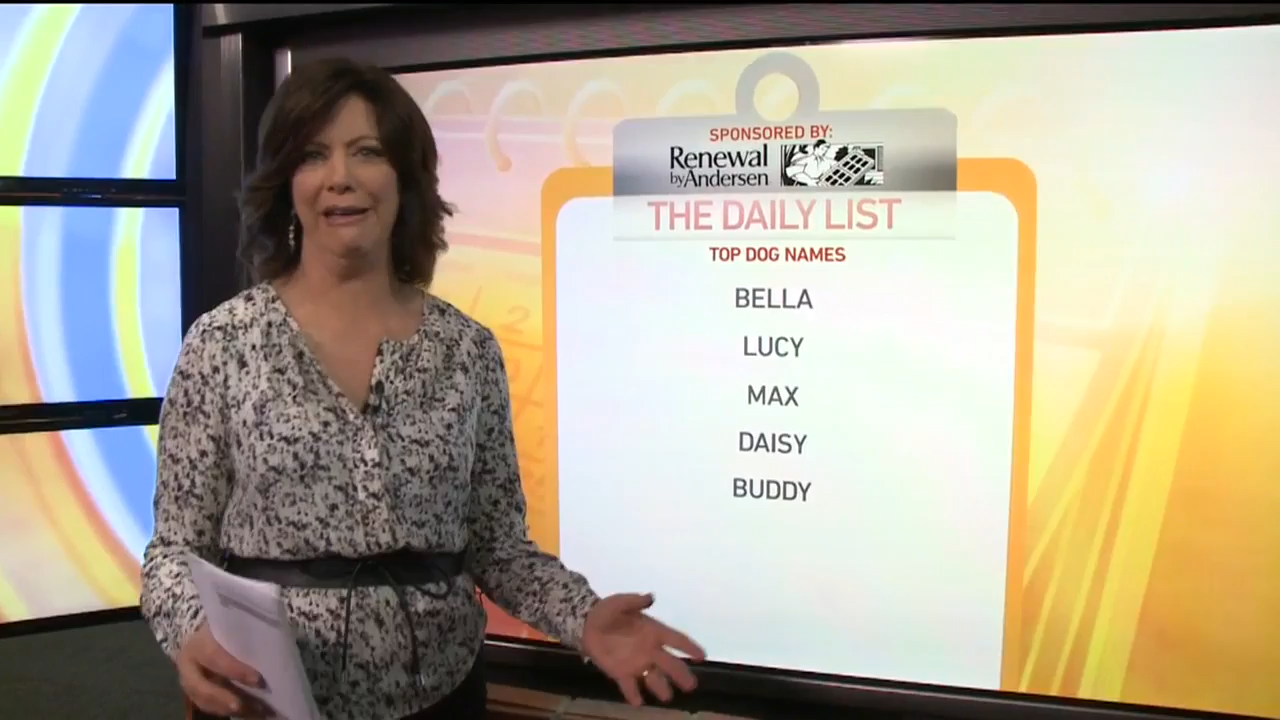 SPONSORED BY:
Renewal
by Andersen
THE DAILY LIST
TOP DOG NAMES
BELLA
LUCY
MAX
DAISY
BUDDY